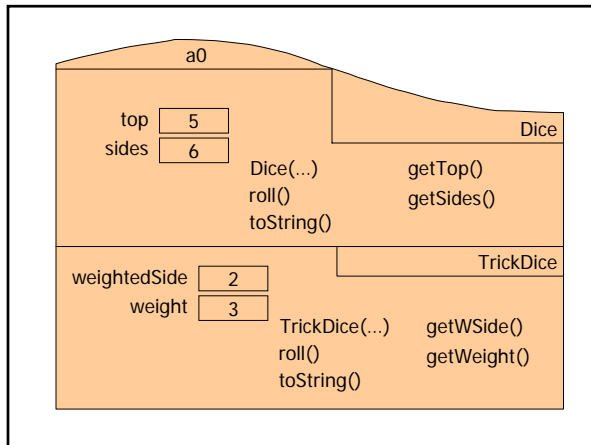 a0
Dice
top 5
sides 6
Dice(...) getTop()
roll() getSides()
toString()
TrickDice
weightedSide 2
weight 3
TrickDice(...) getWSide()
roll() getWeight()
toString()